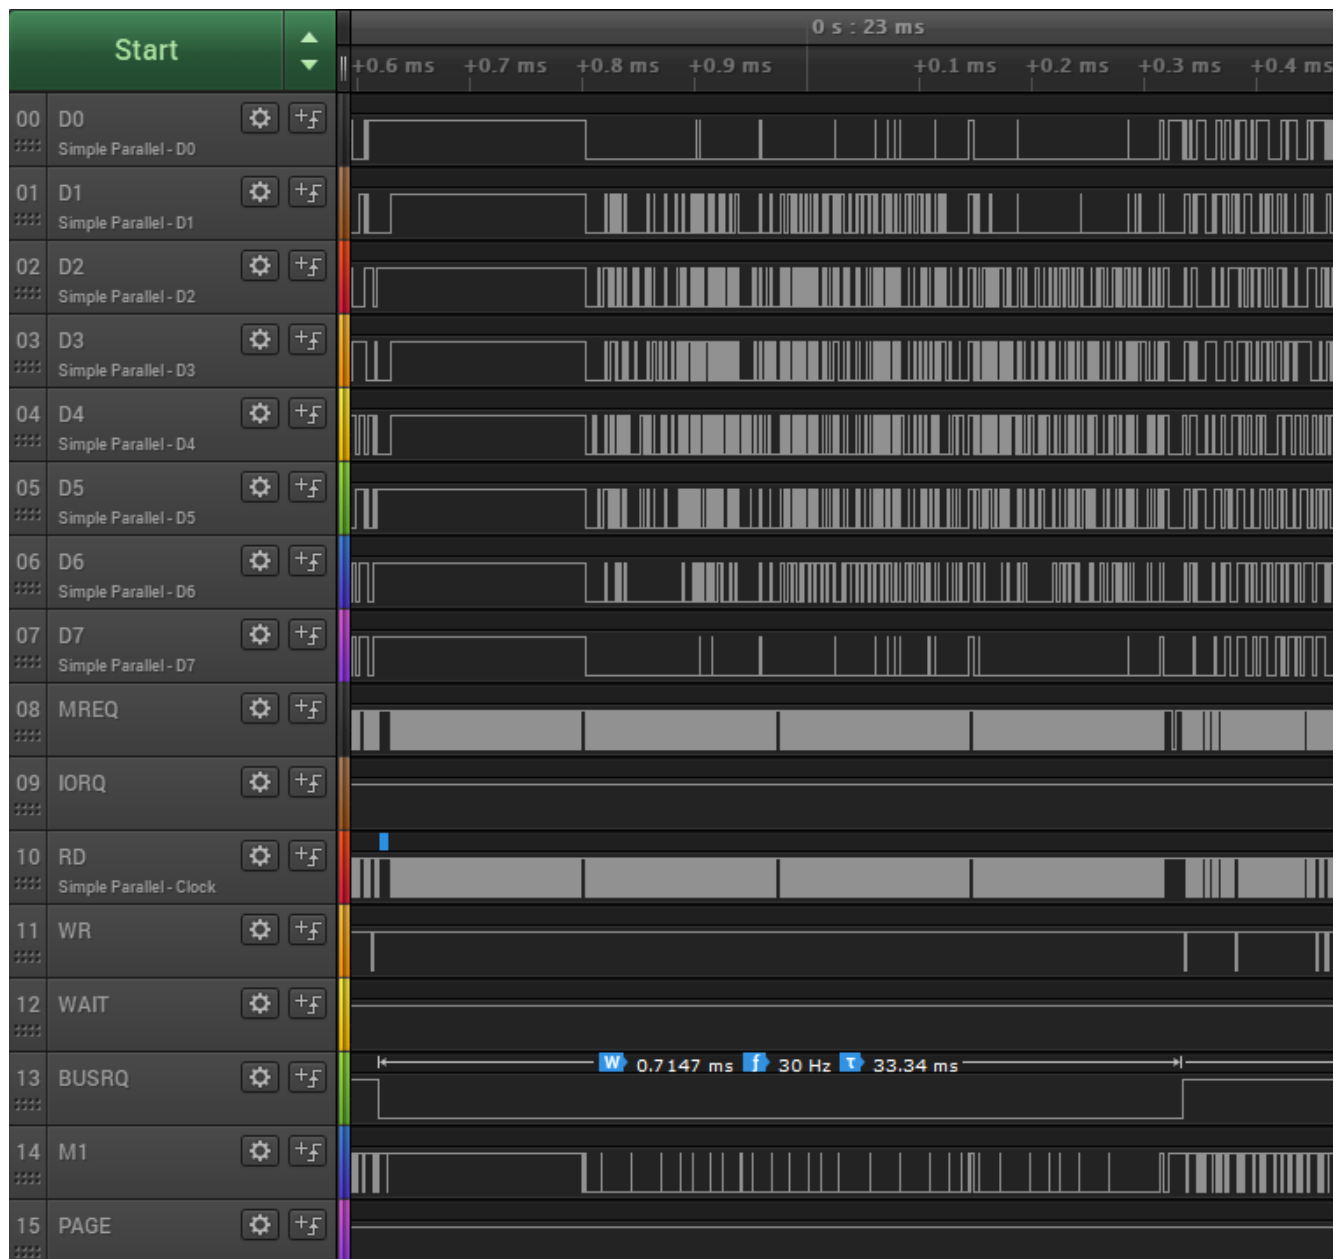 Start
0 s : 23 ms
+0.6 ms +0.7 ms +0.8 ms +0.9 ms +0.1 ms +0.2 ms +0.3 ms +0.4 ms
00 D0
Simple Parallel - D0
01 D1
Simple Parallel - D1
02 D2
Simple Parallel - D2
03 D3
Simple Parallel - D3
04 D4
Simple Parallel - D4
05 D5
Simple Parallel - D5
06 D6
Simple Parallel - D6
07 D7
Simple Parallel - D7
08 MREQ
09 IORQ
10 RD
Simple Parallel - Clock
11 WR
12 WAIT
W 0.7147 ms f 30 Hz τ 33.34 ms
13 BUSRQ
14 M1
15 PAGE